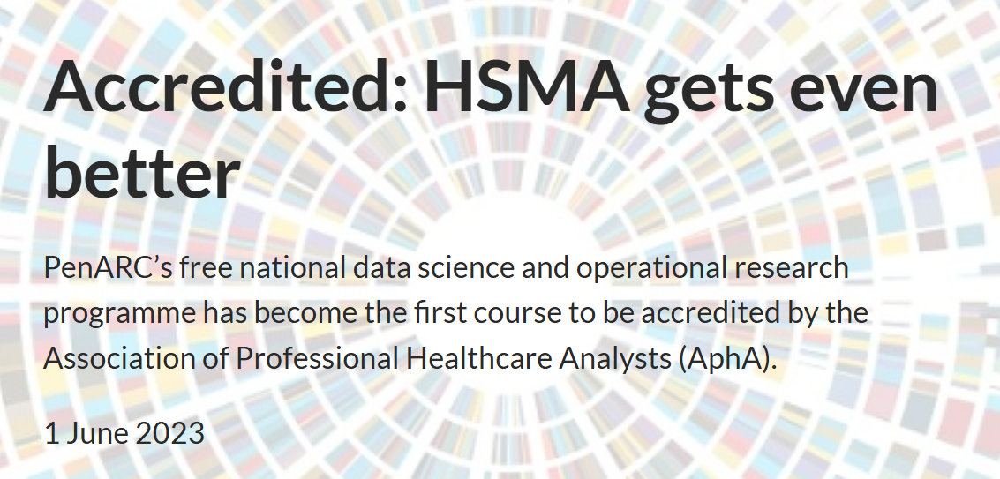 Accredited: HSMA gets even
better
PenARC’s free national data science and operational research
programme has become the first course to be accredited by the
Association of Professional Healthcare Analysts (AphA).
1 June 2023